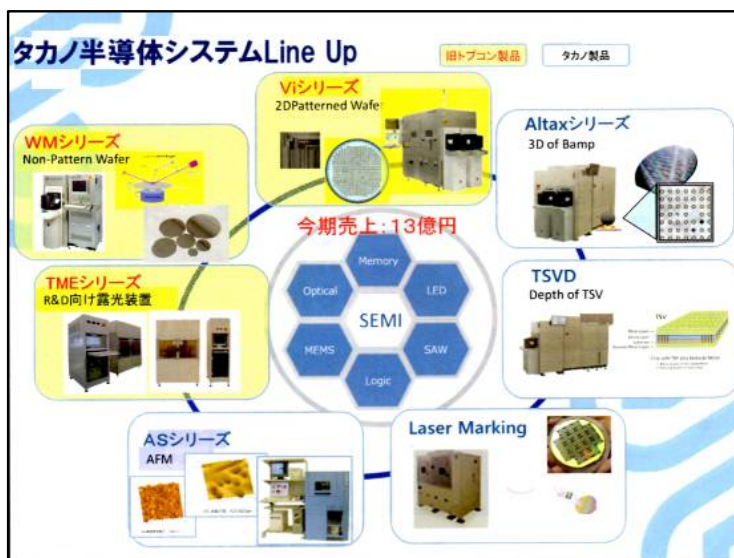 タカノ半導体システムLine Up
旧トプコン製品
タカノ製品
Viシリーズ
2DPatterned Wafer
WMシリーズ
Non-Pattern Wafer
Altaxシリーズ
3D of Bamp
今期売上：13億円
Memory
Optical
LED
SEMI
MEMS
SAW
Logic
TMEシリーズ
R&D向け露光装置
TSVD
Depth of TSV
TSV
ASシリーズ
AFM
Laser Marking